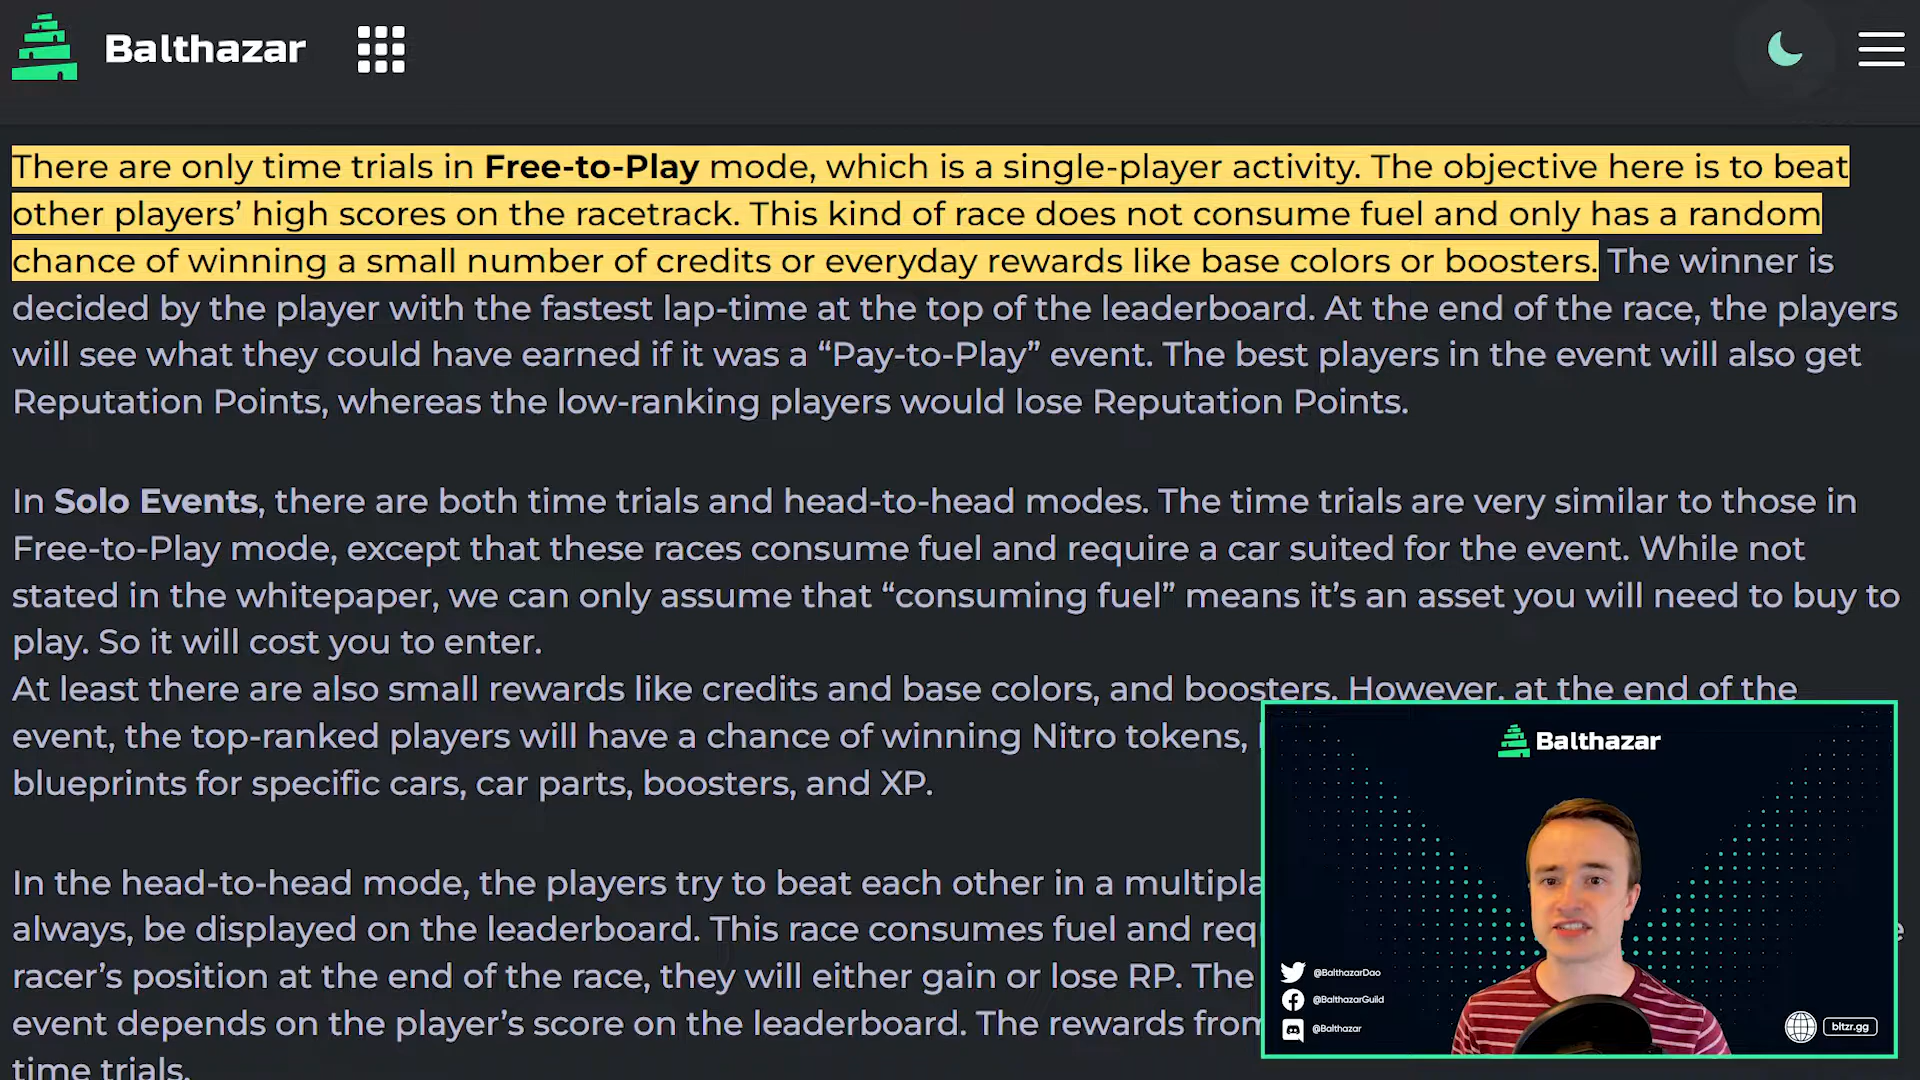 Balthazar
There are only time trials in Free-to-Play mode, which is a single-player activity. The objective here is to beat
other players’ high scores on the racetrack. This kind of race does not consume fuel and only has a random
chance of winning a small number of credits or everyday rewards like base colors or boosters. The winner is
decided by the player with the fastest lap-time at the top of the leaderboard. At the end of the race, the players
will see what they could have earned if it was a “Pay-to-Play” event. The best players in the event will also get
Reputation Points, whereas the low-ranking players would lose Reputation Points.
In Solo Events, there are both time trials and head-to-head modes. The time trials are very similar to those in
Free-to-Play mode, except that these races consume fuel and require a car suited for the event. While not
stated in the whitepaper, we can only assume that “consuming fuel” means it’s an asset you will need to buy to
play. So it will cost you to enter.
At least there are also small rewards like credits and base colors, and boosters. However, at the end of the
event, the top-ranked players will have a chance of winning Nitro tokens,
blueprints for specific cars, car parts, boosters, and XP.
In the head-to-head mode, the players try to beat each other in a
always, be displayed on the leaderboard. This race consumes fuel and
racer’s position at the end of the race, they will either gain or lose RP. The
event depends on the player’s score on the leaderboard. The rewards from
time trials.
Balthazar
@BalthazarDao
@BalthazarGuild
@Balthazar
bltzr.gg